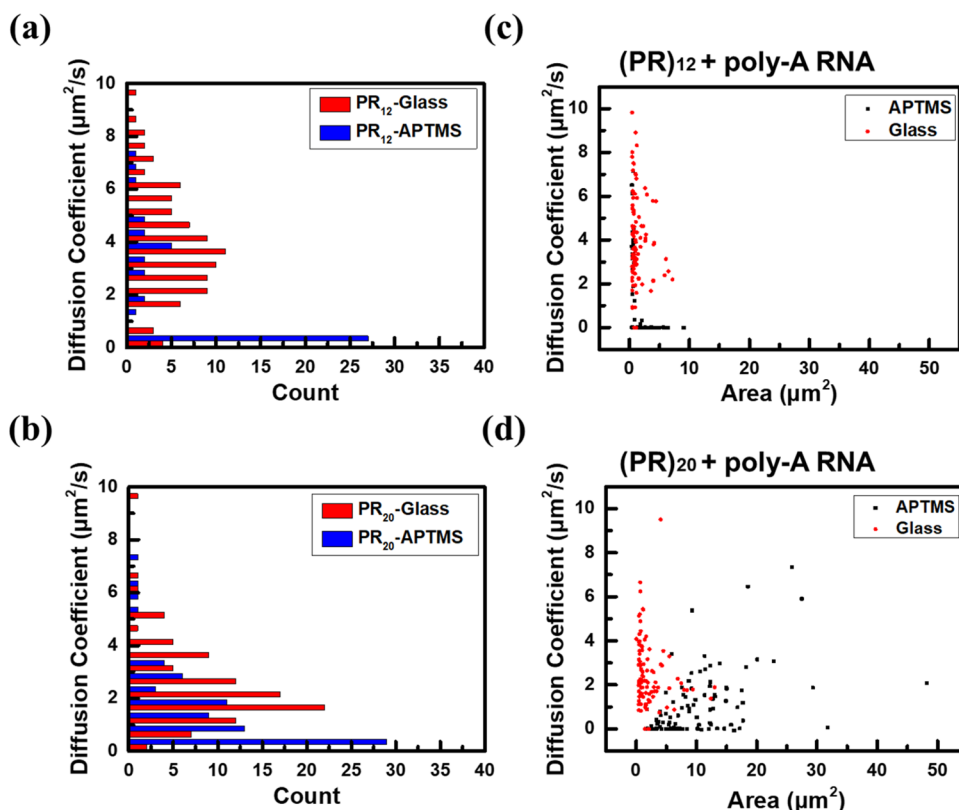 (a)
Diffusion Coefficient (μm²/s)
10
8
6
4
2
0
PR₁₂-Glass
PR₁₂-APTMS
0 5 10 15 20 25 30 35 40
Count
(c)
(PR)₁₂ + poly-A RNA
Diffusion Coefficient (μm²/s)
10
8
6
4
2
0
APTMS
Glass
0 10 20 30 40 50
Area (μm²)
(b)
Diffusion Coefficient (μm²/s)
10
8
6
4
2
0
PR₂₀-Glass
PR₂₀-APTMS
0 5 10 15 20 25 30 35 40
Count
(d)
(PR)₂₀ + poly-A RNA
Diffusion Coefficient (μm²/s)
10
8
6
4
2
0
APTMS
Glass
0 10 20 30 40 50
Area (μm²)